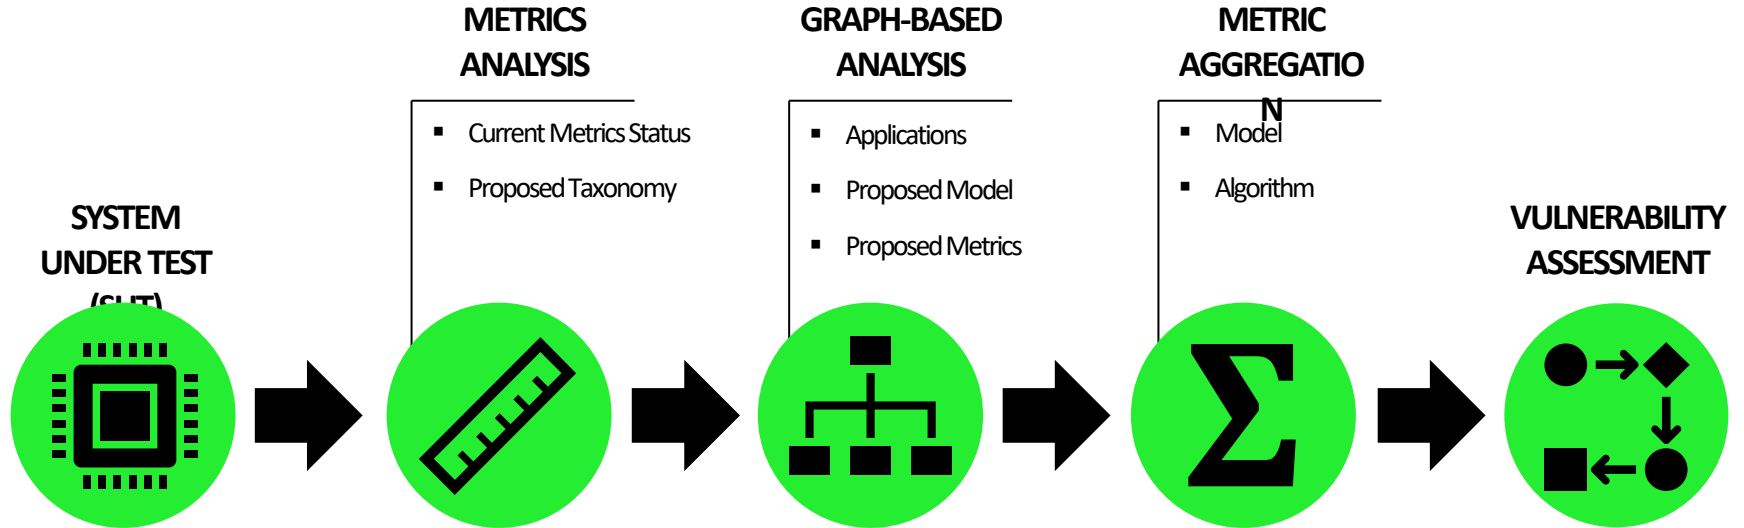 METRICS
ANALYSIS
Current Metrics Status
Proposed Taxonomy
GRAPH-BASED
ANALYSIS
Applications
Proposed Model
Proposed Metrics
METRIC
AGGREGATIO
N
Model
Algorithm
SYSTEM
UNDER TEST
(SUT)
VULNERABILITY
ASSESSMENT